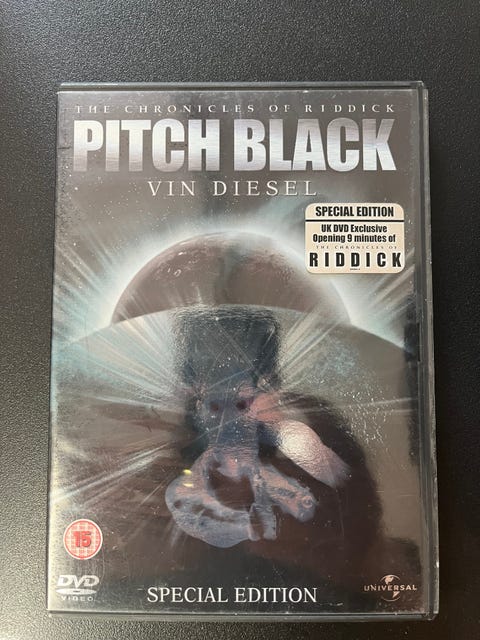 THE CHRONICLES OF RIDDICK
PITCH BLACK
VIN DIESEL
SPECIAL EDITION
UK DVD Exclusive
Opening 9 minutes of
THE CHRONICLES OF
RIDDICK
15
DVD
VIDEO
SPECIAL EDITION
UNIVERSAL